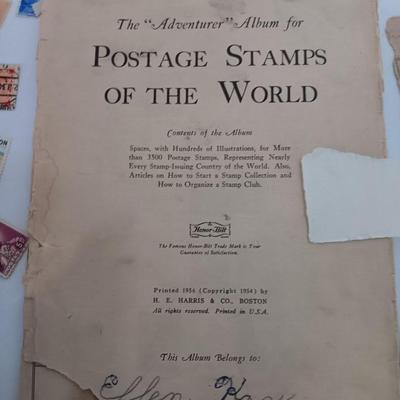 The "Adventurer" Album for
POSTAGE STAMPS
OF THE WORLD
Contents of the Album
Spaces, with Hundreds of Illustrations, for More
than 3500 Postage Stamps, Representing Nearly
Every Stamp-Issuing Country of the World. Also,
Articles on How to Start a Stamp Collection and
How to Organize a Stamp Club.
Honor-Bilt
The Famous Honor-Bilt Trade Mark is Your
Guarantee of Satisfaction.
Printed 1956 (Copyright 1954) by
H. E. HARRIS & CO., BOSTON
All rights reserved. Printed in U.S.A.
This Album Belongs to:
Ellen